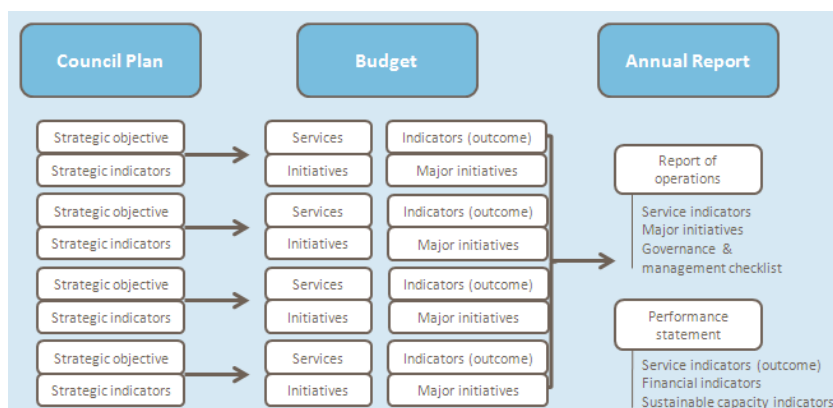 Council Plan
Budget
Annual Report
Strategic objective
Strategic indicators
Services
Initiatives
Indicators (outcome)
Major initiatives
Strategic objective
Strategic indicators
Services
Initiatives
Indicators (outcome)
Major initiatives
Strategic objective
Strategic indicators
Services
Initiatives
Indicators (outcome)
Major initiatives
Strategic objective
Strategic indicators
Services
Initiatives
Indicators (outcome)
Major initiatives
Report of
operations
Service indicators
Major initiatives
Governance &
management checklist
Performance
statement
Service indicators (outcome)
Financial indicators
Sustainable capacity indicators